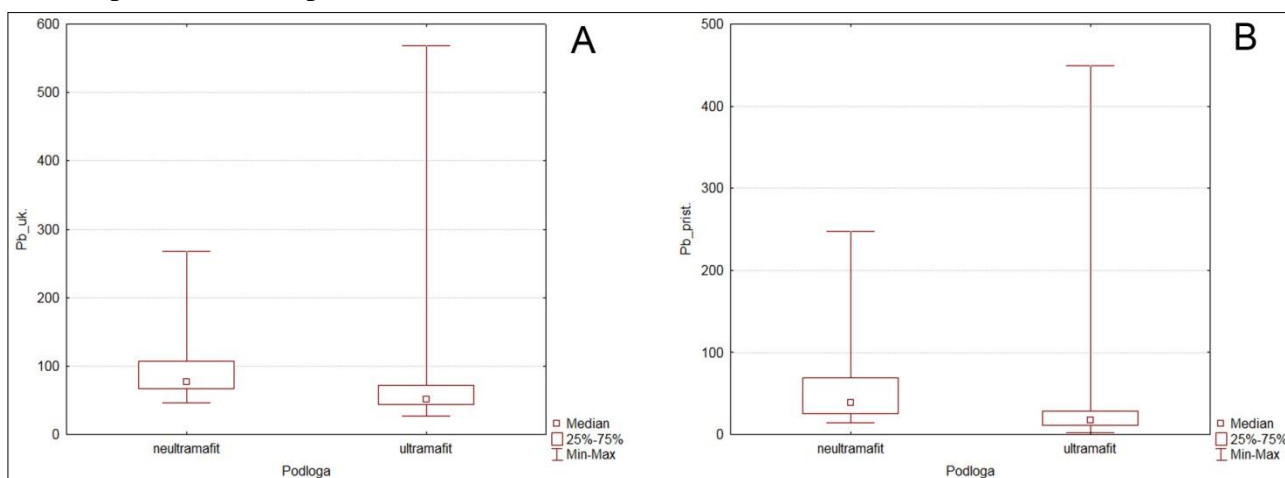 A
600
500
400
300
200
100
0
Pb_uk.
neultramafit
ultramafit
Podloga
Median
25%-75%
Min-Max
B
500
400
300
200
100
0
Pb_prist.
neultramafit
ultramafit
Podloga
Median
25%-75%
Min-Max